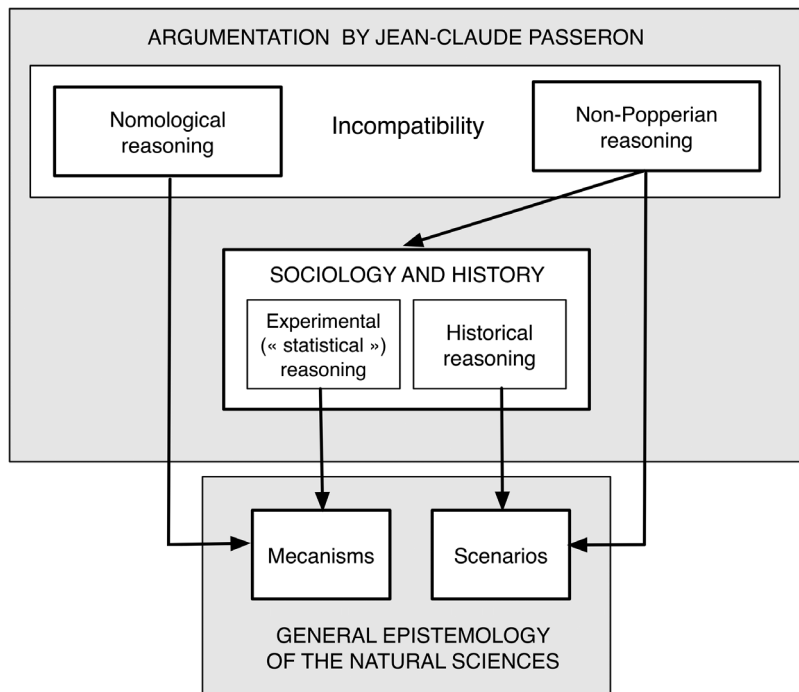 ARGUMENTATION BY JEAN-CLAUDE PASSERON
Nomological
reasoning
Incompatibility
Non-Popperian
reasoning
SOCIOLOGY AND HISTORY
Experimental
(« statistical »)
reasoning
Historical
reasoning
Mecanisms
Scenarios
GENERAL EPISTEMOLOGY
OF THE NATURAL SCIENCES